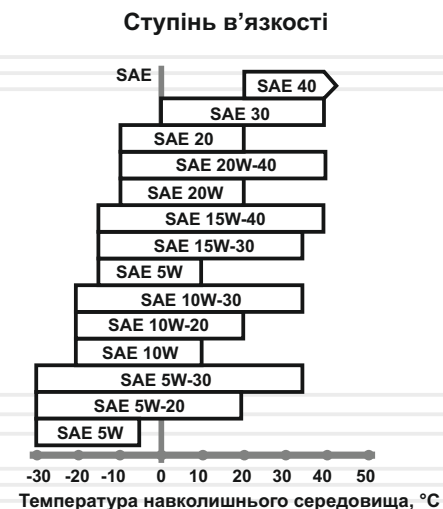 Ступінь в’язкості
SAE
SAE 40
SAE 30
SAE 20
SAE 20W-40
SAE 20W
SAE 15W-40
SAE 15W-30
SAE 5W
SAE 10W-30
SAE 10W-20
SAE 10W
SAE 5W-30
SAE 5W-20
SAE 5W
-30 -20 -10 0 10 20 30 40 50
Температура навколишнього середовища, °C